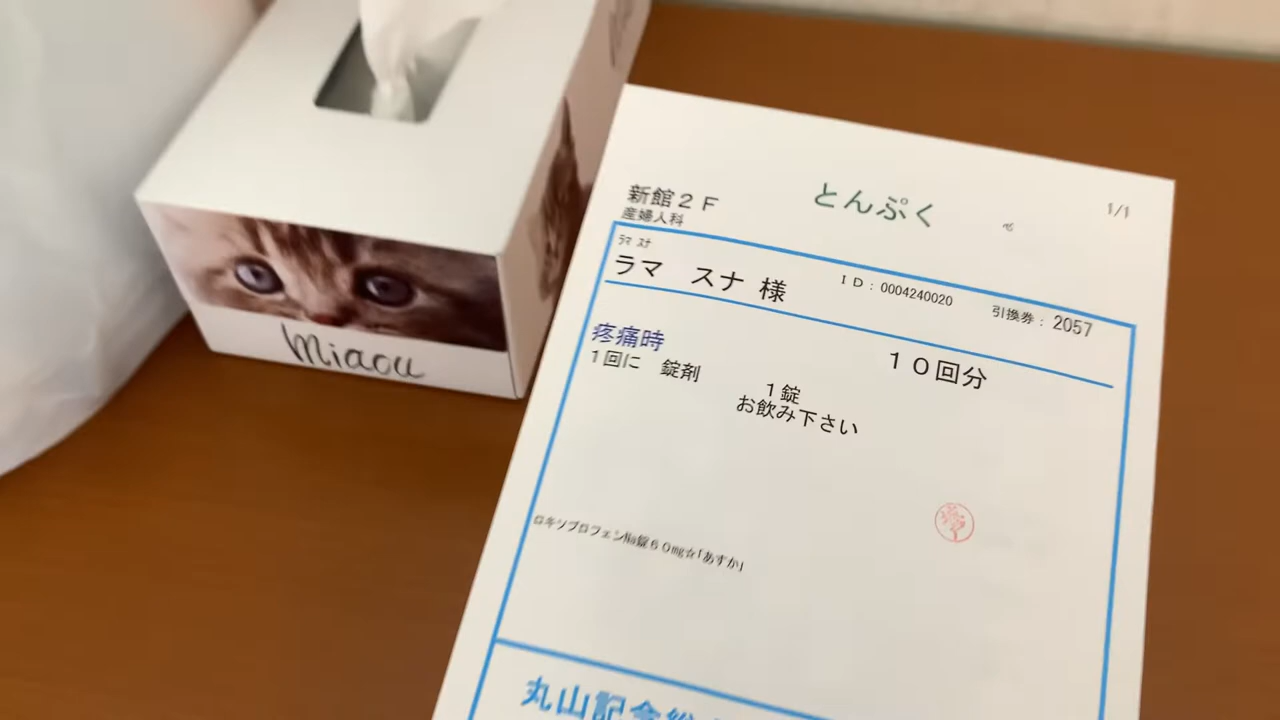 miaou
とんぷく
1/1
新館２Ｆ
産婦人科
ﾗﾏ ｽﾅ
ラマ　スナ 様
ＩＤ：0004240020
引換券：2057
疼痛時
１０回分
１回に　錠剤
１錠
お飲み下さい
ロキソプロフェンNa錠６０㎎☆「あすか」
丸山記念総